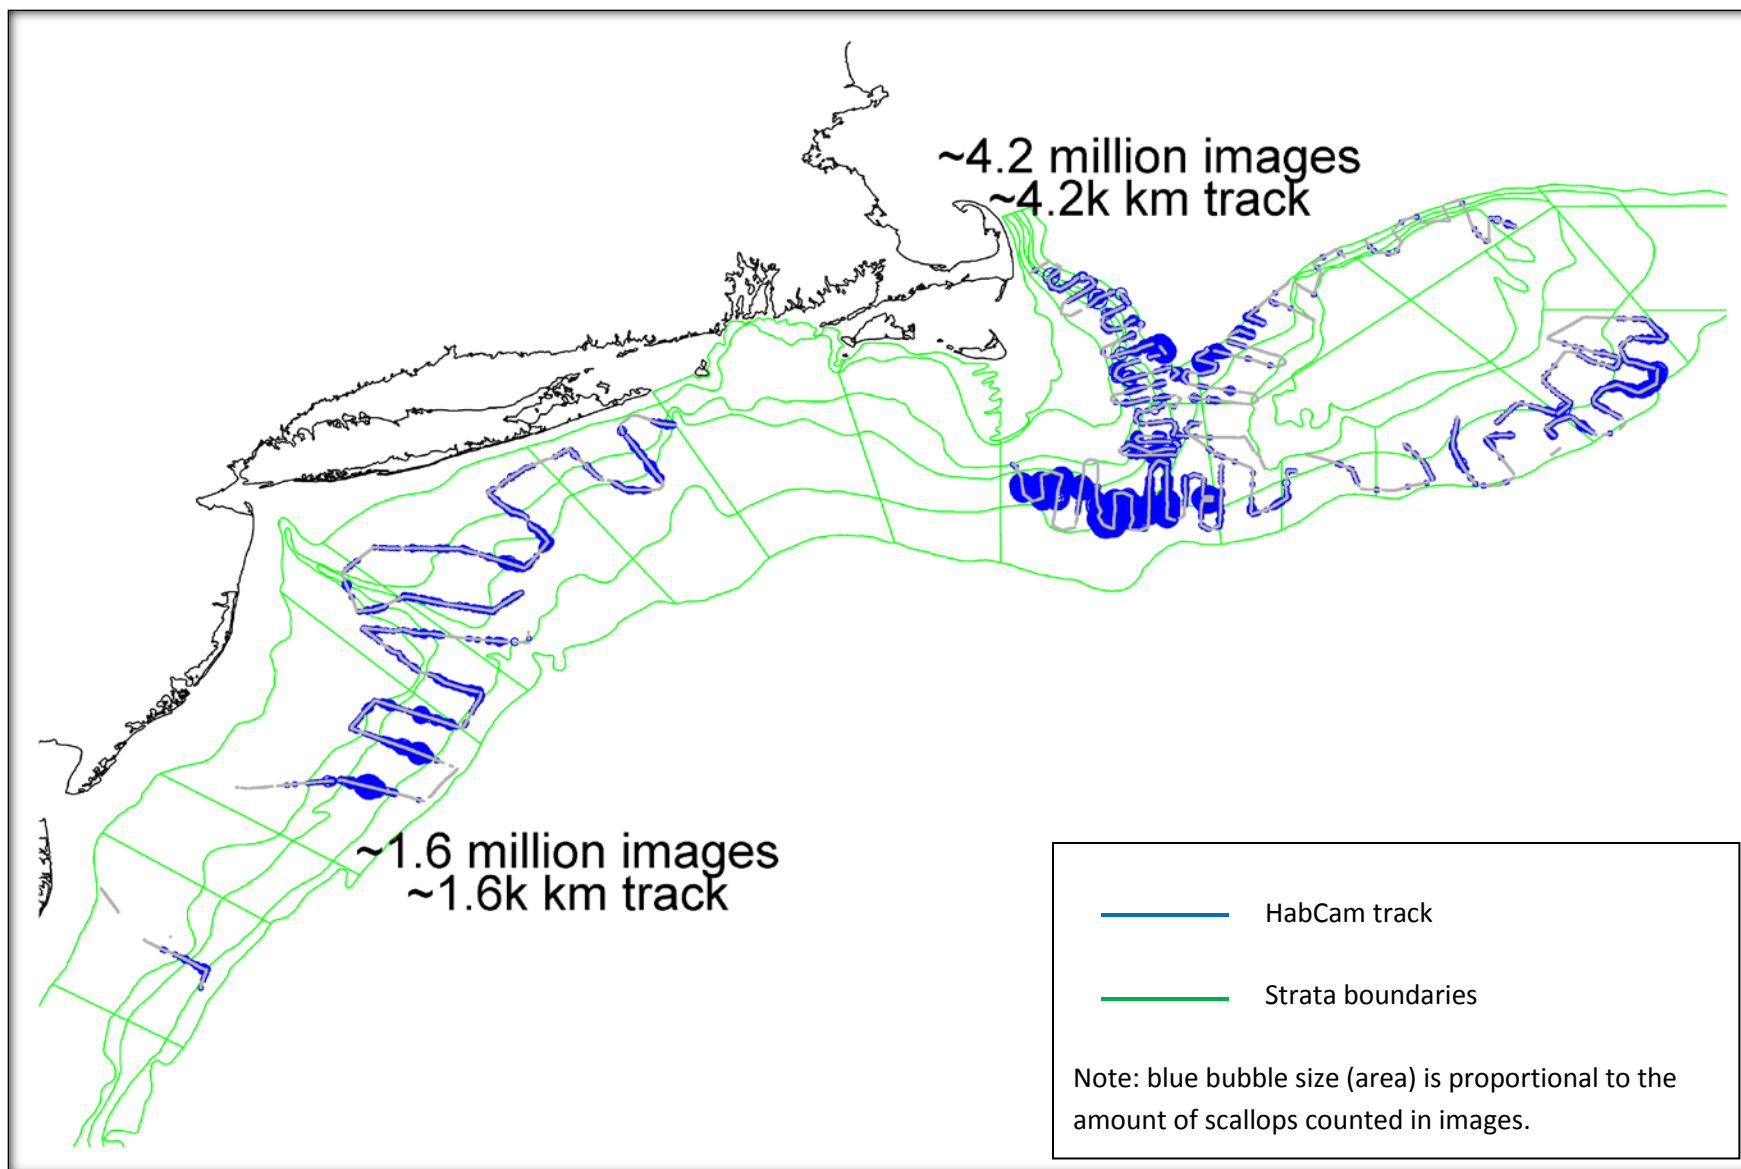 ~4.2 million images
~4.2k km track
~1.6 million images
~1.6k km track
HabCam track
Strata boundaries
Note: blue bubble size (area) is proportional to the
amount of scallops counted in images.